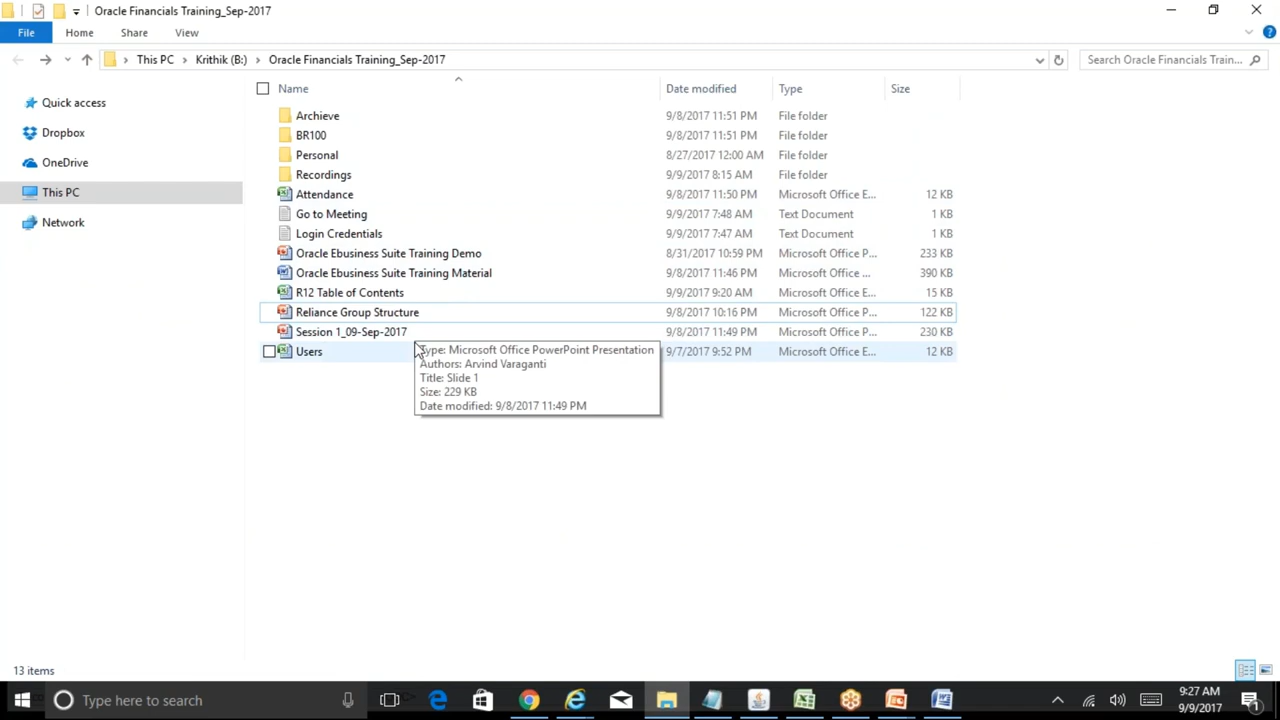 Oracle Financials Training_Sep-2017
File Home Share View
This PC Krithik (B:) Oracle Financials Training_Sep-2017 Search Oracle Financials Train...
Name Date modified Type Size
Quick access
Dropbox
OneDrive
This PC
Network
Archieve 9/8/2017 11:51 PM File folder
BR100 9/8/2017 11:51 PM File folder
Personal 8/27/2017 12:00 AM File folder
Recordings 9/9/2017 8:15 AM File folder
Attendance 9/8/2017 11:50 PM Microsoft Office E... 12 KB
Go to Meeting 9/9/2017 7:48 AM Text Document 1 KB
Login Credentials 9/9/2017 7:47 AM Text Document 1 KB
Oracle Ebusiness Suite Training Demo 8/31/2017 10:59 PM Microsoft Office P... 233 KB
Oracle Ebusiness Suite Training Material 9/8/2017 11:46 PM Microsoft Office ... 390 KB
R12 Table of Contents 9/9/2017 9:20 AM Microsoft Office E... 15 KB
Reliance Group Structure 9/8/2017 10:16 PM Microsoft Office P... 122 KB
Session 1_09-Sep-2017 9/8/2017 11:49 PM Microsoft Office P... 230 KB
Users 9/7/2017 9:52 PM Microsoft Office E... 12 KB
Type: Microsoft Office PowerPoint Presentation
Authors: Arvind Varaganti
Title: Slide 1
Size: 229 KB
Date modified: 9/8/2017 11:49 PM
13 items
Type here to search
9:27 AM
9/9/2017